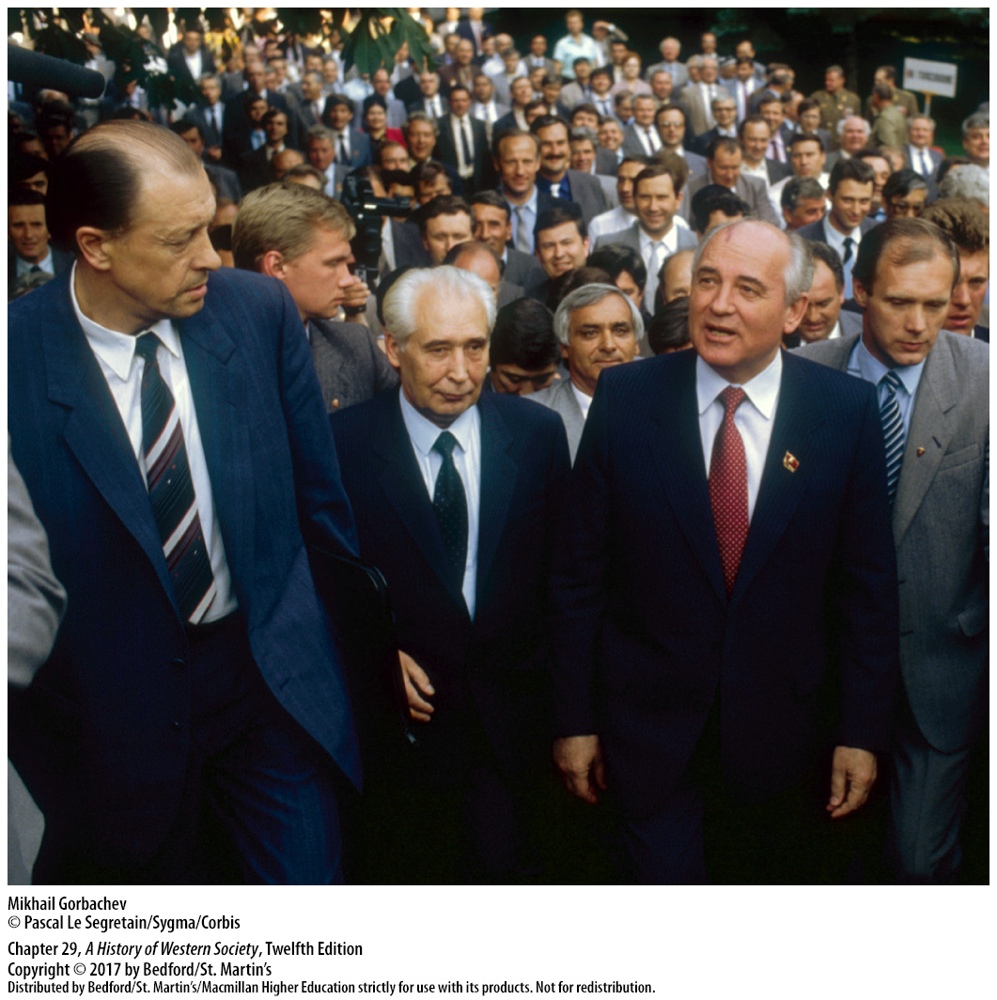 Mikhail Gorbachev
© Pascal Le Segretain/Sygma/Corbis
Chapter 29, A History of Western Society, Twelfth Edition
Copyright © 2017 by Bedford/St. Martin’s
Distributed by Bedford/St. Martin’s/Macmillan Higher Education strictly for use with its products. Not for redistribution.